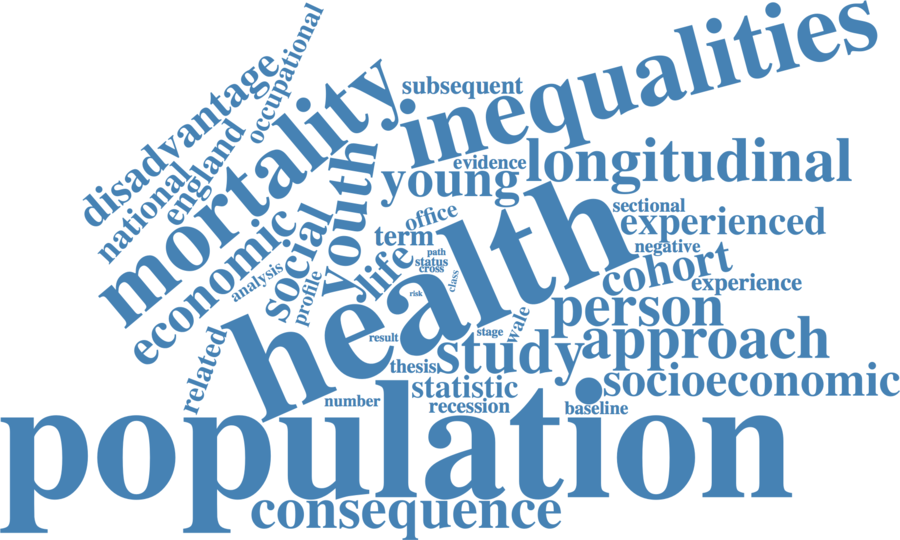 occupational
inequalities
disadvantage
subsequent
mortality
england
national
evidence
longitudinal
youth
young
health
sectional
office
experienced
social
economic
term
negative
path
life
status
cross
cohort
class
analysis
profile
experience
risk
person
wale
stage
result
approach
study
related
thesis
socioeconomic
statistic
number
recession
baseline
population
consequence